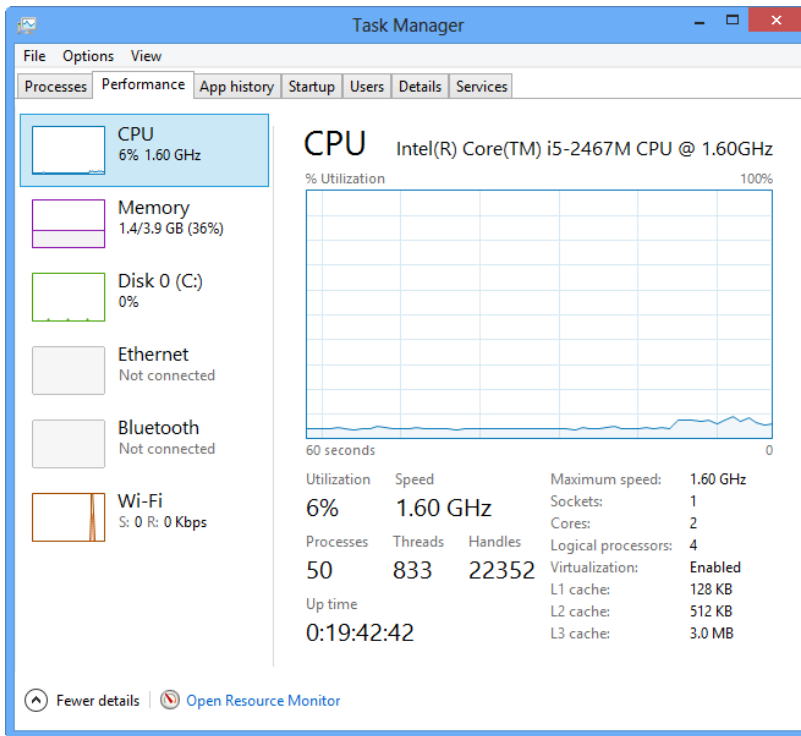 Task Manager
File Options View
Processes Performance App history Startup Users Details Services
CPU
6% 1.60 GHz
Memory
1.4/3.9 GB (36%)
Disk 0 (C:)
0%
Ethernet
Not connected
Bluetooth
Not connected
Wi-Fi
S: 0 R: 0 Kbps
CPU Intel(R) Core(TM) i5-2467M CPU @ 1.60GHz
% Utilization 100%
60 seconds 0
Utilization Speed
6% 1.60 GHz
Processes Threads Handles
50 833 22352
Up time
0:19:42:42
Maximum speed: 1.60 GHz
Sockets: 1
Cores: 2
Logical processors: 4
Virtualization: Enabled
L1 cache: 128 KB
L2 cache: 512 KB
L3 cache: 3.0 MB
Fewer details Open Resource Monitor